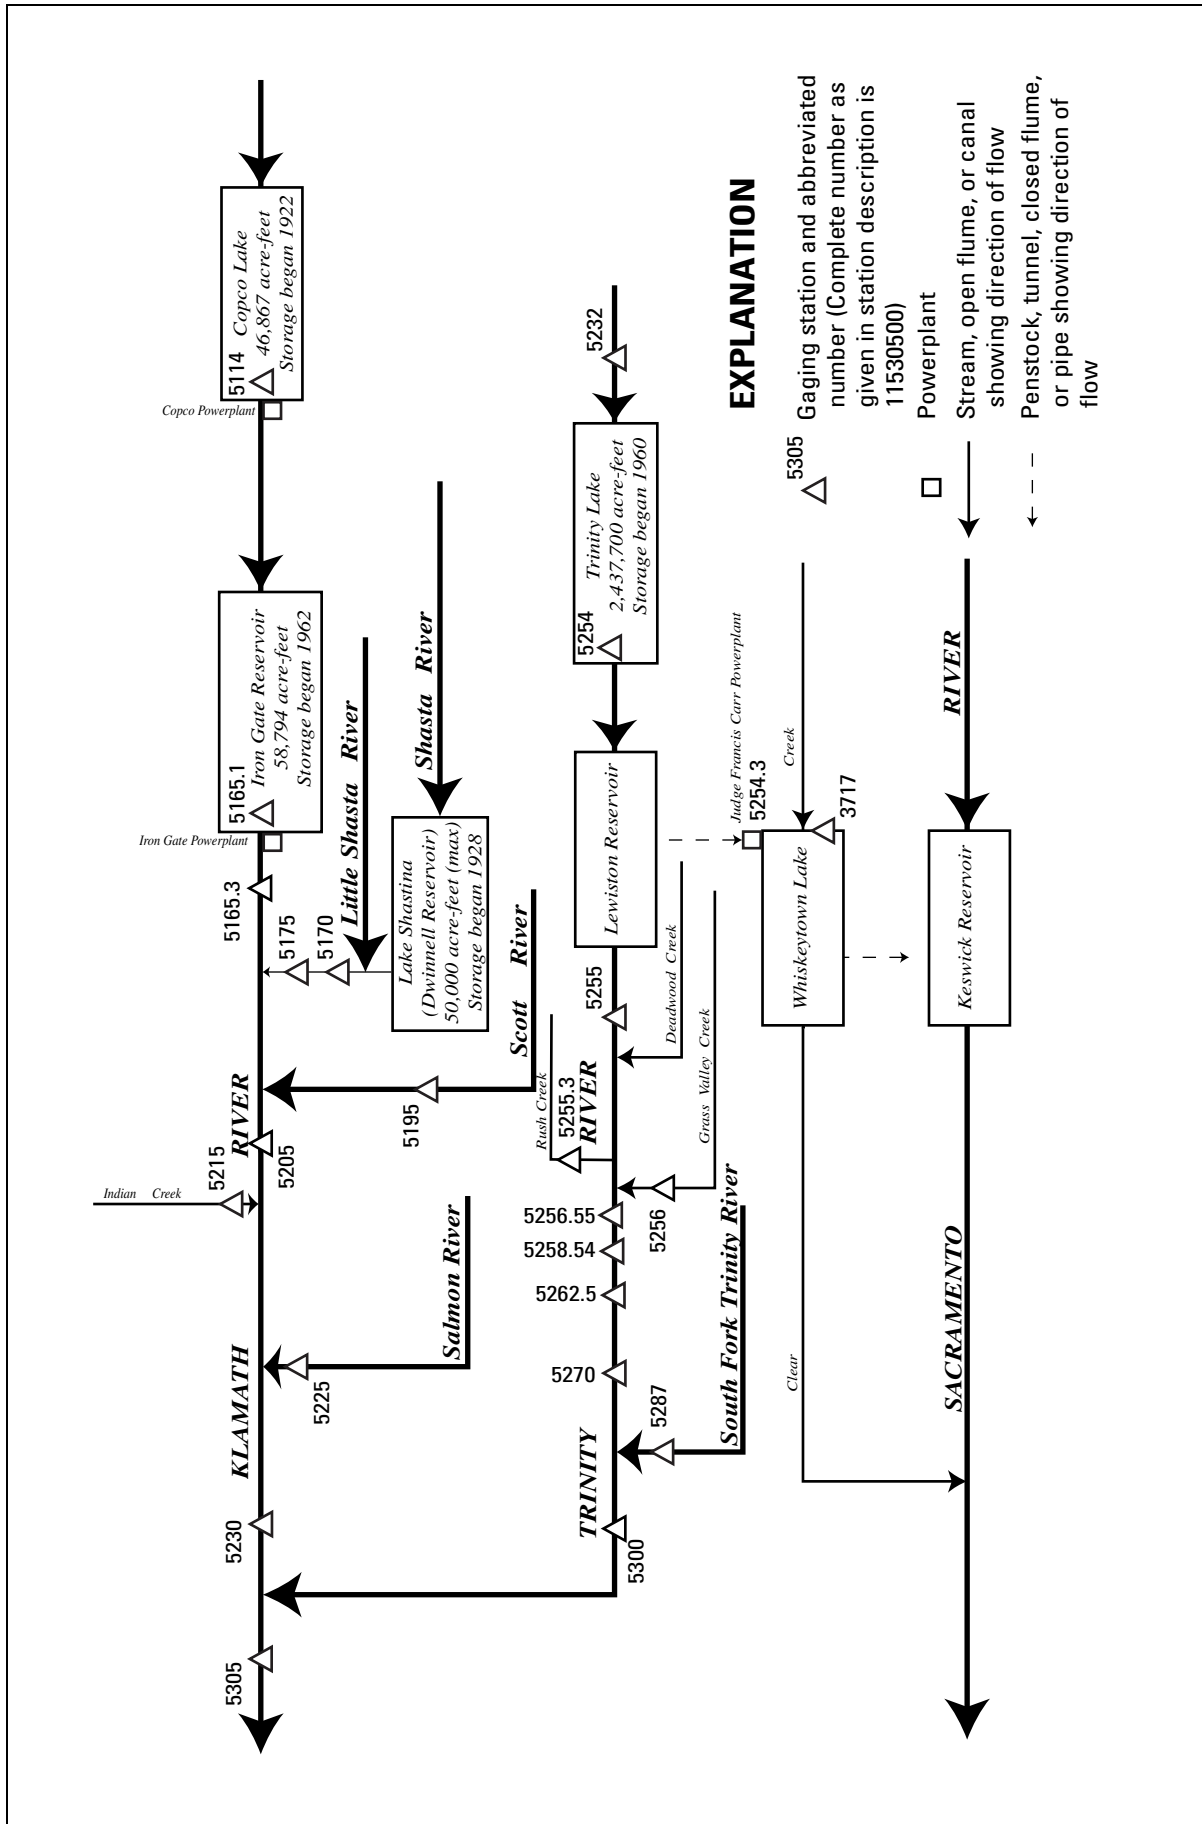 5114
Copco Lake
46,867 acre-feet
Storage began 1922
Copco Powerplant
5165.1
Iron Gate Reservoir
58,794 acre-feet
Storage began 1962
Iron Gate Powerplant
5165.3
5175
5170
Little Shasta River
Shasta River
Lake Shastina
(Dwinnell Reservoir)
50,000 acre-feet (max)
Storage began 1928
Scott River
5195
RIVER
5205
5215
Indian Creek
Salmon River
5225
KLAMATH
5230
5305
5232
5254
Trinity Lake
2,437,700 acre-feet
Storage began 1960
Lewiston Reservoir
5255
Deadwood Creek
Rush Creek
5255.3
RIVER
Grass Valley Creek
5256
5256.55
5258.54
5262.5
5270
South Fork Trinity River
5287
TRINITY
5300
Judge Francis Carr Powerplant
5254.3
Creek
3717
Whiskeytown Lake
Clear
RIVER
Keswick Reservoir
SACRAMENTO
EXPLANATION
5305
Gaging station and abbreviated
number (Complete number as
given in station description is
11530500)
Powerplant
Stream, open flume, or canal
showing direction of flow
Penstock, tunnel, closed flume,
or pipe showing direction of
flow